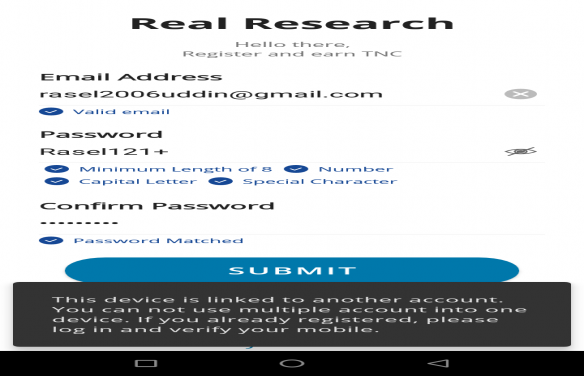 Real Research
Hello there,
Register and earn TNC
Email Address
rasel2006uddin@gmail.com
Valid email
Password
Rasel121+
Minimum Length of 8 Number
Capital Letter Special Character
Confirm Password
•••••••••
Password Matched
SUBMIT
This device is linked to another account.
You can not use multiple account into one
device. If you already registered, please
log in and verify your mobile.